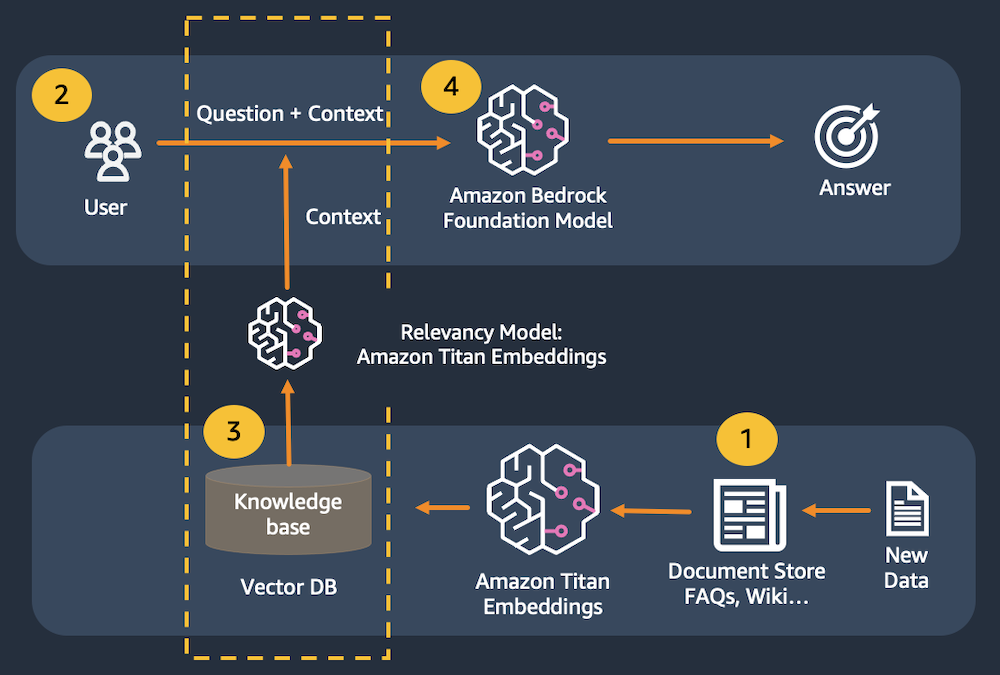 2
User
Question + Context
Context
4
Amazon Bedrock
Foundation Model
Answer
Relevancy Model:
Amazon Titan Embeddings
3
Knowledge
base
Vector DB
Amazon Titan
Embeddings
1
Document Store
FAQs, Wiki...
New
Data